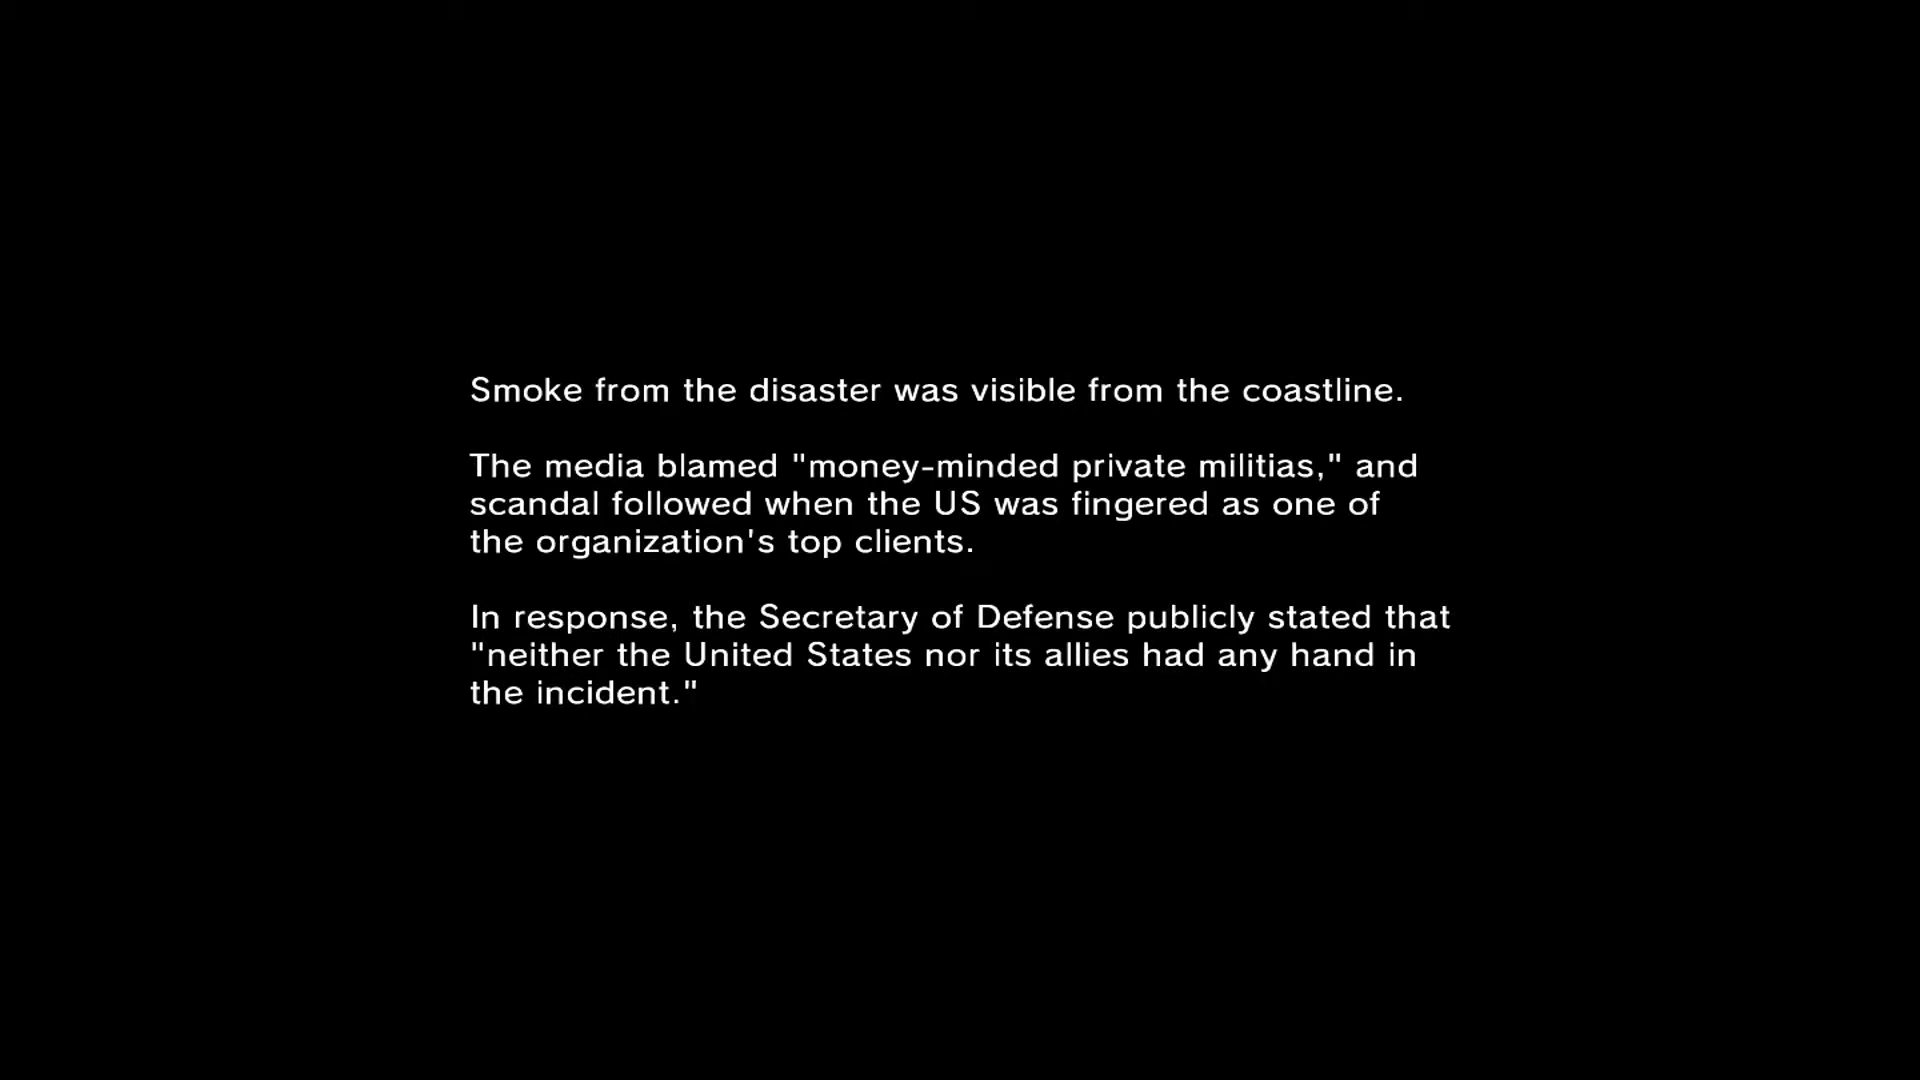 Smoke from the disaster was visible from the coastline.
The media blamed "money-minded private militias," and
scandal followed when the US was fingered as one of
the organization's top clients.
In response, the Secretary of Defense publicly stated that
"neither the United States nor its allies had any hand in
the incident."